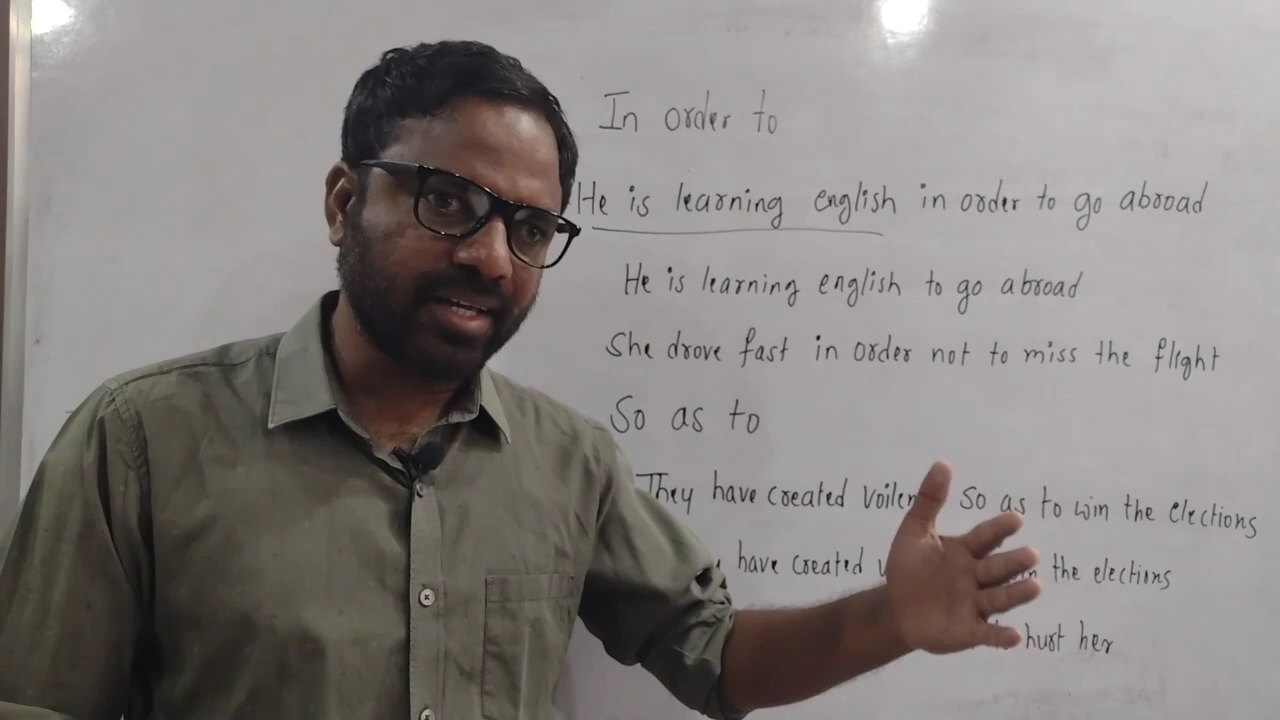 In order to
He is learning english in order to go abroad
He is learning english to go abroad
She drove fast in order not to miss the flight
So as to
They have created so as to win the elections
have created the elections
hurt her